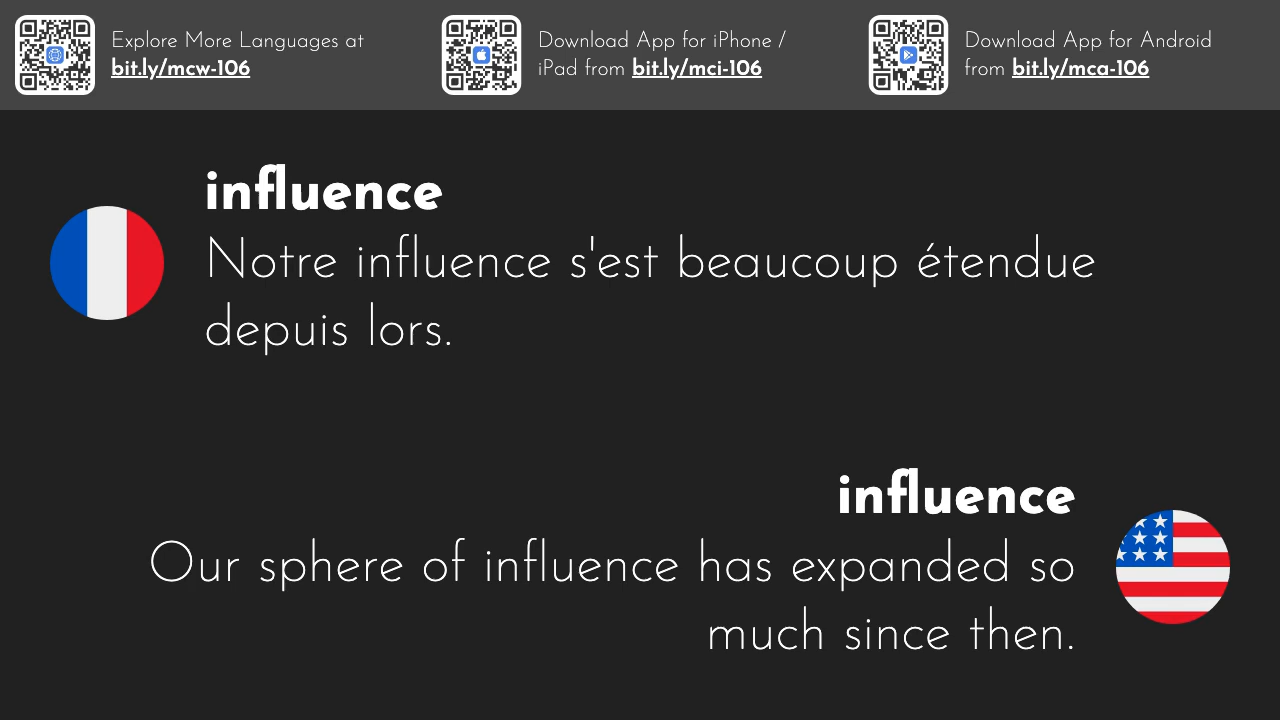 Explore More Languages at
bit.ly/mcw-106
Download App for iPhone /
iPad from bit.ly/mci-106
Download App for Android
from bit.ly/mca-106
influence
Notre influence s'est beaucoup étendue
depuis lors.
influence
Our sphere of influence has expanded so
much since then.